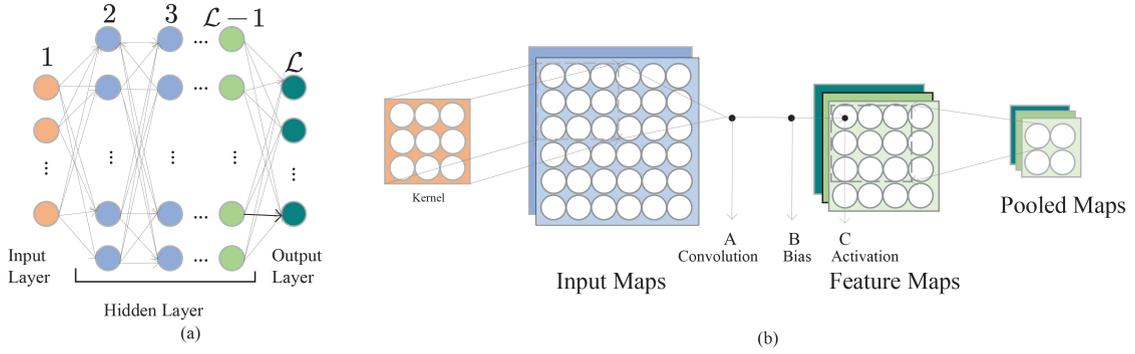 1
2
3
ℒ − 1
ℒ
...
...
...
...
Input
Layer
Output
Layer
Hidden Layer
(a)
Kernel
A
Convolution
B
Bias
C
Activation
Input Maps
Feature Maps
Pooled Maps
(b)